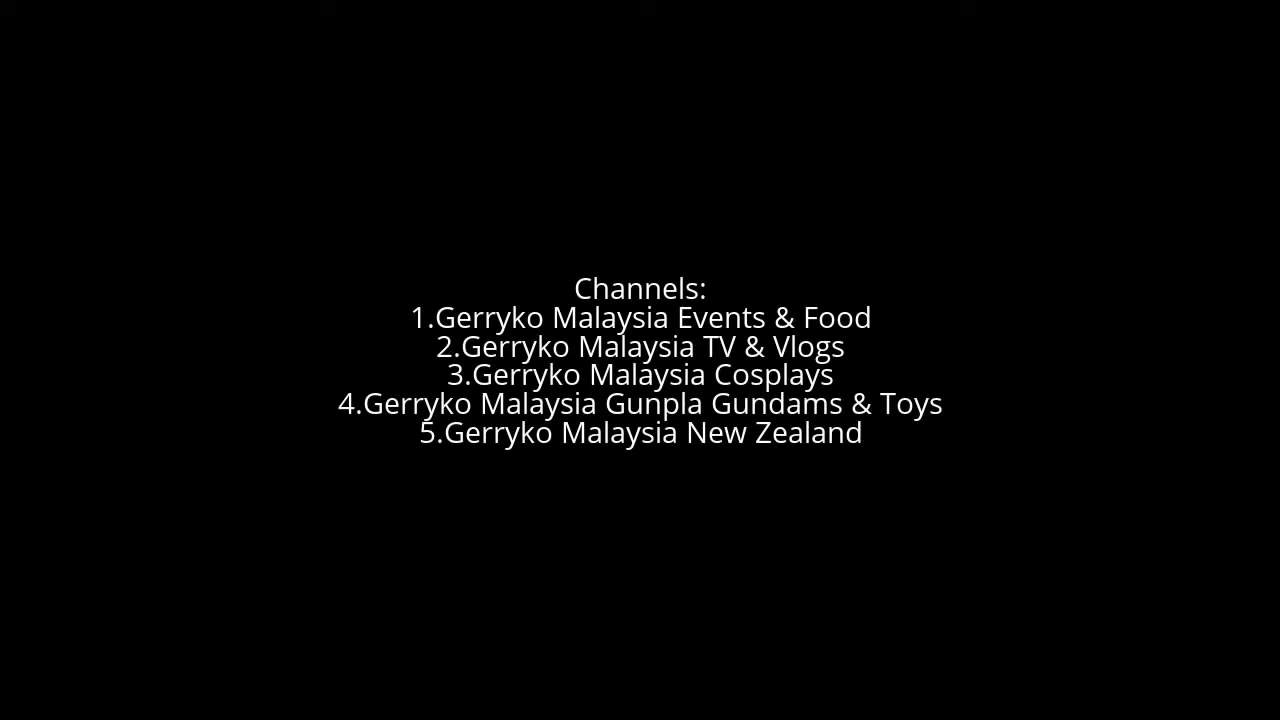 Channels:
1.Gerryko Malaysia Events & Food
2.Gerryko Malaysia TV & Vlogs
3.Gerryko Malaysia Cosplays
4.Gerryko Malaysia Gunpla Gundams & Toys
5.Gerryko Malaysia New Zealand